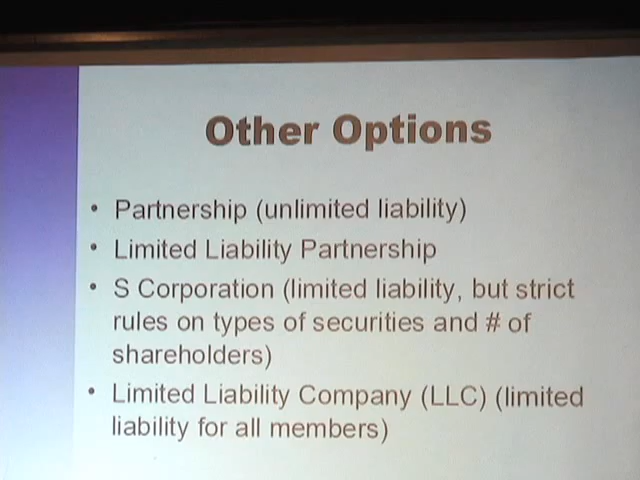 Other Options
• Partnership (unlimited liability)
• Limited Liability Partnership
• S Corporation (limited liability, but strict
rules on types of securities and # of
shareholders)
• Limited Liability Company (LLC) (limited
liability for all members)